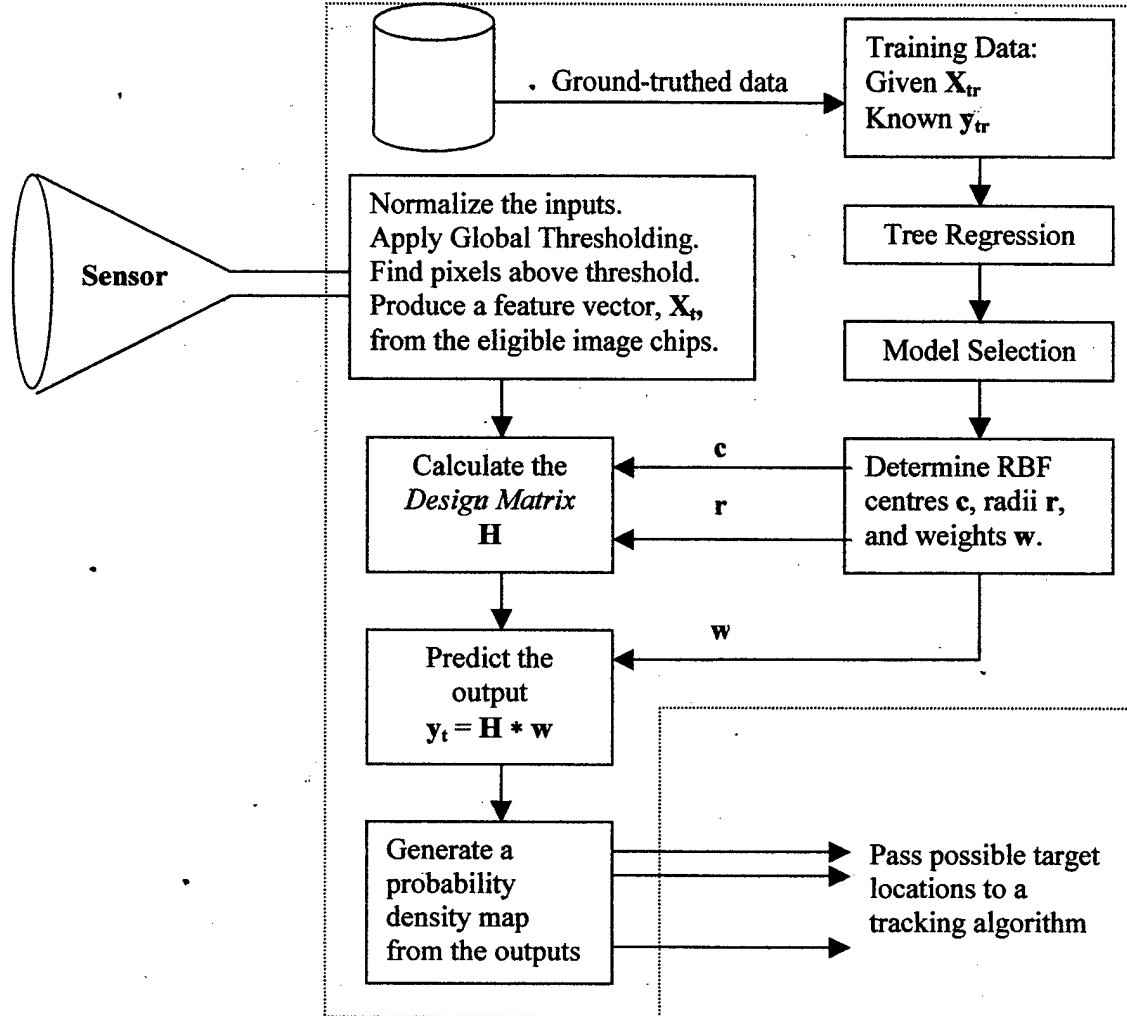 Ground-truthed data
Training Data:
Given Xtr
Known ytr
Sensor
Normalize the inputs.
Apply Global Thresholding.
Find pixels above threshold.
Produce a feature vector, Xt,
from the eligible image chips.
Tree Regression
Model Selection
Calculate the
Design Matrix
H
c
r
Determine RBF
centres c, radii r,
and weights w.
w
Predict the
output
yt = H * w
Generate a
probability
density map
from the outputs
Pass possible target
locations to a
tracking algorithm